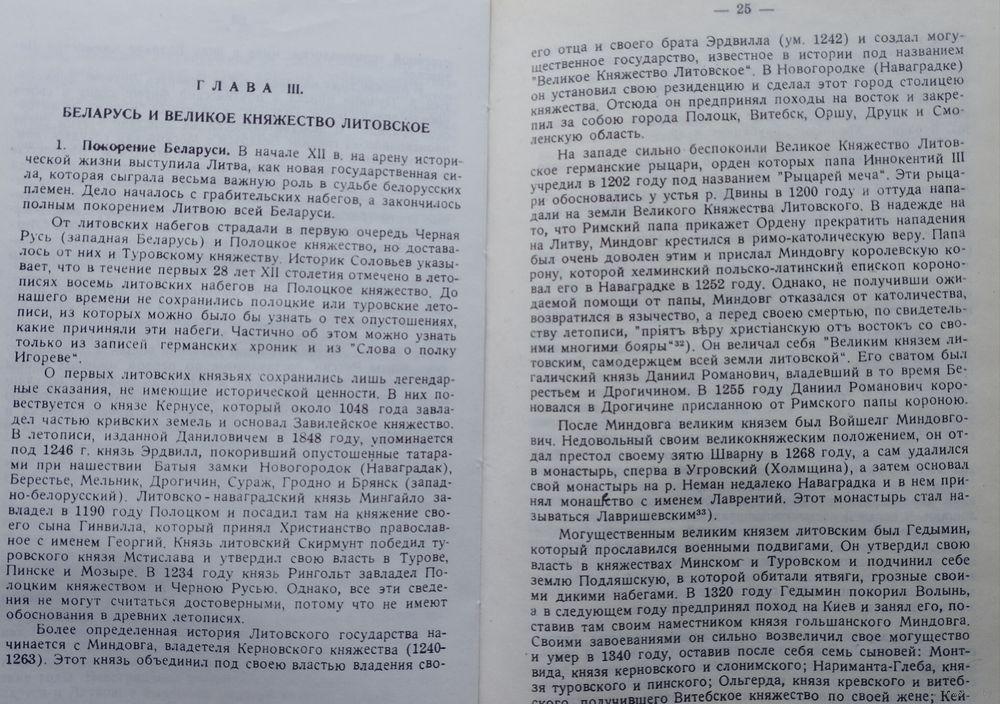 ГЛАВА III.
БЕЛАРУСЬ И ВЕЛИКОЕ КНЯЖЕСТВО ЛИТОВСКОЕ
1. Покорение Беларуси. В начале XII в. на арену истори-
ческой жизни выступила Литва, как новая государственная си-
ла, которая сыграла весьма важную роль в судьбе белорусских
племен. Дело началось с грабительских набегов, а закончилось
полным покорением Литвою всей Беларуси.
От литовских набегов страдали в первую очередь Черная
Русь (западная Беларусь) и Полоцкое княжество, но достава-
лось от них и Туровскому княжеству. Историк Соловьев указы-
вает, что в течение первых 28 лет XII столетия отмечено в лето-
писях восемь литовских набегов на Полоцкое княжество. До
нашего времени не сохранились полоцкие или туровские лето-
писи, из которых можно было бы узнать о тех опустошениях,
какие причиняли эти набеги. Частично об этом можно узнать
только из записей германских хроник и из "Слова о полку
Игореве“.
О первых литовских князьях сохранились лишь легендар-
ные сказания, не имеющие исторической ценности. В них по-
вествуется о князе Кернусе, который около 1048 года завла-
дел частью кривских земель и основал Завилейское княжество.
В летописи, изданной Даниловичем в 1848 году, упоминается
под 1246 г. князь Эрдвилл, покоривший опустошенные татара-
ми при нашествии Батыя замки Новогородок (Наваградак),
Берестье, Мельник, Дрогичин, Сураж, Гродно и Брянск (запад-
но-белорусский). Литовско-наваградский князь Мингайло за-
владел в 1190 году Полоцком и посадил там на княжение свое-
его сына Гинвилла, который принял Христианство православ-
ное с именем Георгий. Князь литовский Скирмунт победил ту-
ровского князя Мстислава и утвердил свою власть в Турове,
Пинске и Мозыре. В 1234 году князь Рингольт завладел По-
лоцким княжеством и Черною Русью. Однако, все эти сведе-
ния не могут считаться достоверными, потому что не имеют
обоснования в древних летописях.
Более определенная история Литовского государства на-
чинается с Миндовга, владетеля Керновского княжества (1240-
1263). Этот князь объединил под своею властью владения сво-
— 25 —
его отца и своего брата Эрдвилла (ум. 1242) и создал могу-
щественное государство, известное в истории под названием
"Великое Княжество Литовское“. В Новогородке (Наваградке)
он установил свою резиденцию и сделал этот город столицею
княжества. Отсюда он предпринял походы на восток и закре-
пил за собою города Полоцк, Витебск, Оршу, Друцк и Смо-
ленскую область.
На западе сильно беспокоили Великое Княжество Литов-
ское германские рыцари, орден которых папа Иннокентий III
учредил в 1202 году под названием "Рыцарей меча“. Эти рыца-
ри обосновались у устья р. Двины в 1200 году и оттуда напа-
дали на земли Великого Княжества Литовского. В надежде на
то, что Римский папа прикажет Ордену прекратить нападения
на Литву, Миндовг крестился в римо-католическую веру. Папа
был очень доволен этим и прислал Миндовгу королевскую ко-
рону, которой хелминский польско-латинский епископ короно-
вал его в Наваградке в 1252 году. Однако, не получивши ожи-
даемой помощи от папы, Миндовг отказался от католичества,
возвратился в язычество, а перед своею смертью, по свидетель-
ству летописи, "пріятъ вѣру христіанскую отъ востокъ со сво-
ими многими бояры“³²). Он величал себя "Великим князем ли-
товским, самодержцем всей земли литовской“. Его сватом был
галичский князь Даниил Романович, владевший в то время Бе-
рестьем и Дрогичином. В 1255 году Даниил Романович коро-
новался в Дрогичине присланною от Римского папы короною.
После Миндовга великим князем был Войшелг Миндовго-
вич. Недовольный своим великокняжеским положением, он от-
дал престол своему зятю Шварну в 1268 году, а сам удалился
в монастырь, сперва в Угровский (Холмщина), а затем основал
свой монастырь на р. Неман недалеко Наваградка и в нем при-
нял монашество с именем Лаврентий. Этот монастырь стал на-
зываться Лавришевским³³).
Могущественным великим князем литовским был Гедымин,
который прославился военными подвигами. Он утвердил свою
власть в княжествах Минском и Туровском и подчинил себе
землю Подляшскую, в которой обитали ятвяги, грозные свои-
ми дикими набегами. В 1320 году Гедымин покорил Волынь,
а в следующем году предпринял поход на Киев и занял его, по-
ставив там своим наместником князя гольшанского Миндовга.
Своими завоеваниями он сильно возвеличил свое могущество
и умер в 1340 году, оставив после себя семь сыновей: Монт-
вида, князя керновского и слонимского; Нариманта-Глеба, кня-
зя туровского и пинского; Ольгерда, князя кревского и витеб-
ского, получившего Витебское княжество по своей жене; Кей-